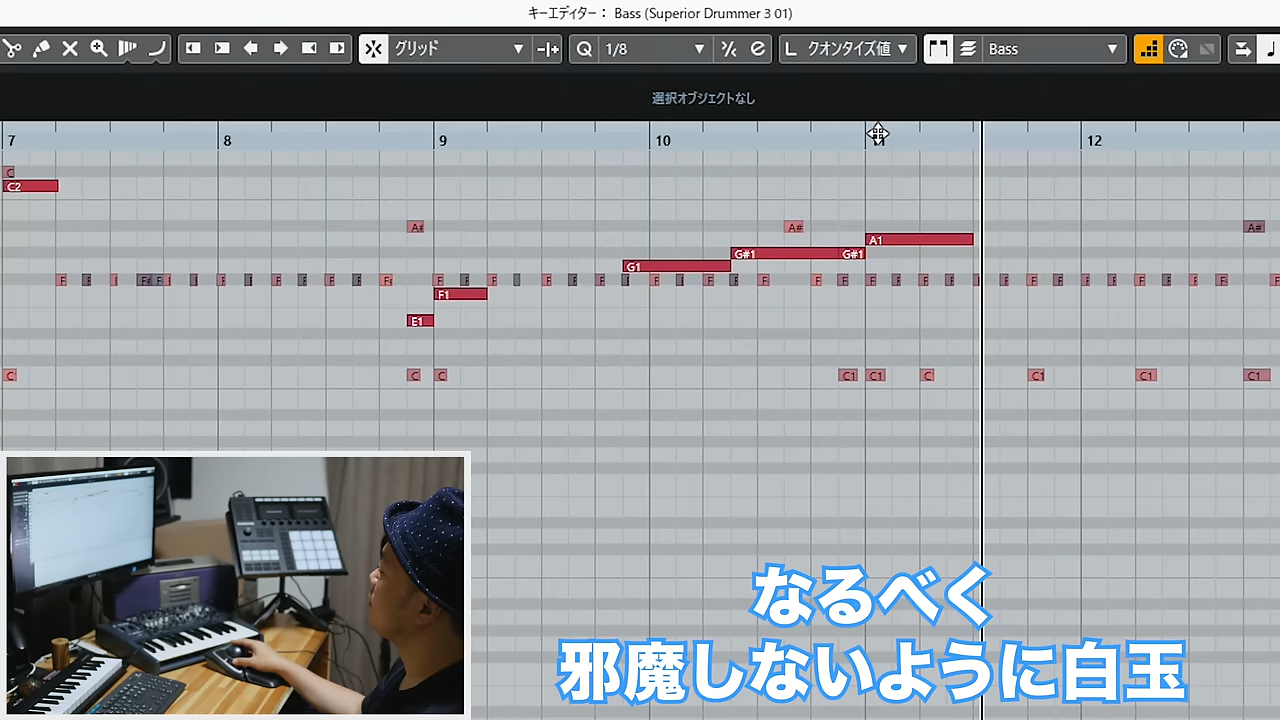 キーエディター： Bass (Superior Drummer 3 01)
グリッド
Q 1/8
L クオンタイズ値
Bass
選択オブジェクトなし
7 8 9 10 11 12
C
C2
A# A# A#
A1
G#1 G#1
G1
F1
E1
C C C C1 C1 C C1 C1 C1
なるべく
邪魔しないように白玉